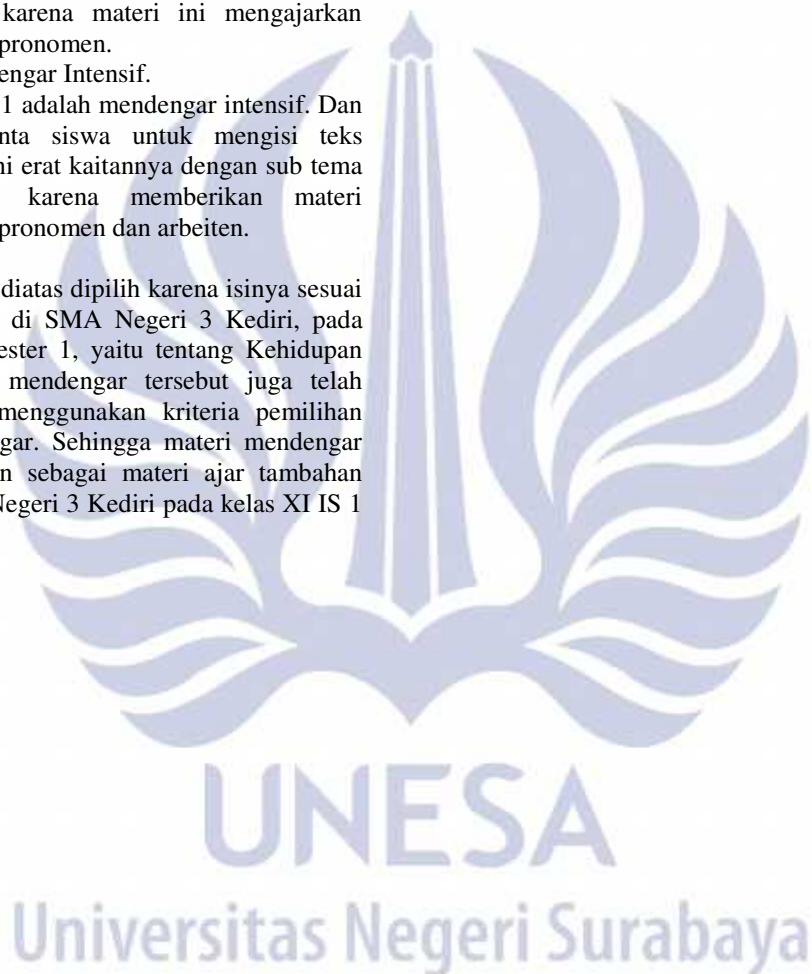 karena materi ini mengajarkan
pronomen.
engar Intensif.
1 adalah mendengar intensif. Dan
nta siswa untuk mengisi teks
ni erat kaitannya dengan sub tema
karena memberikan materi
pronomen dan arbeiten.
diatas dipilih karena isinya sesuai
di SMA Negeri 3 Kediri, pada
ester 1, yaitu tentang Kehidupan
mendengar tersebut juga telah
menggunakan kriteria pemilihan
gar. Sehingga materi mendengar
n sebagai materi ajar tambahan
Negeri 3 Kediri pada kelas XI IS 1
UNESA
Universitas Negeri Surabaya